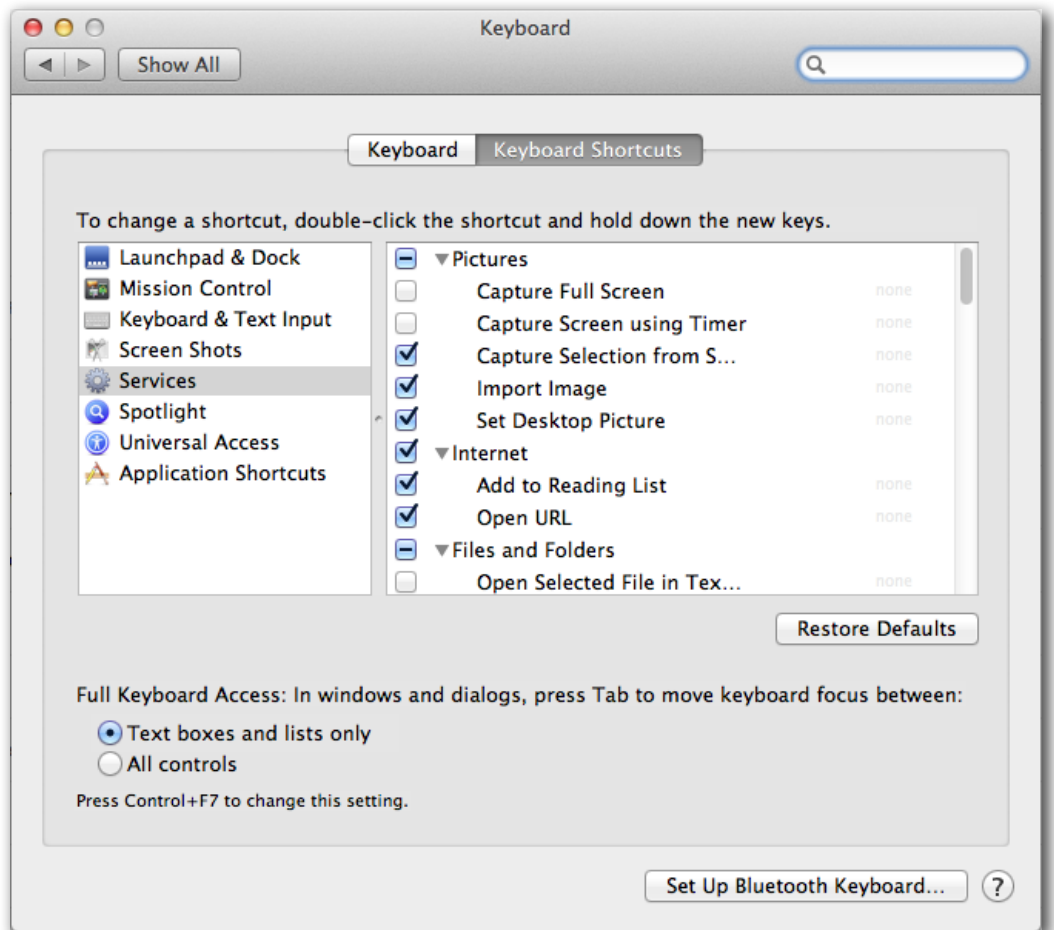 Keyboard
Show All
Keyboard
Keyboard Shortcuts
To change a shortcut, double-click the shortcut and hold down the new keys.
Launchpad & Dock
Mission Control
Keyboard & Text Input
Screen Shots
Services
Spotlight
Universal Access
Application Shortcuts
Pictures
Capture Full Screen none
Capture Screen using Timer none
Capture Selection from S... none
Import Image none
Set Desktop Picture none
Internet
Add to Reading List none
Open URL none
Files and Folders
Open Selected File in Tex... none
Restore Defaults
Full Keyboard Access: In windows and dialogs, press Tab to move keyboard focus between:
Text boxes and lists only
All controls
Press Control+F7 to change this setting.
Set Up Bluetooth Keyboard...
?